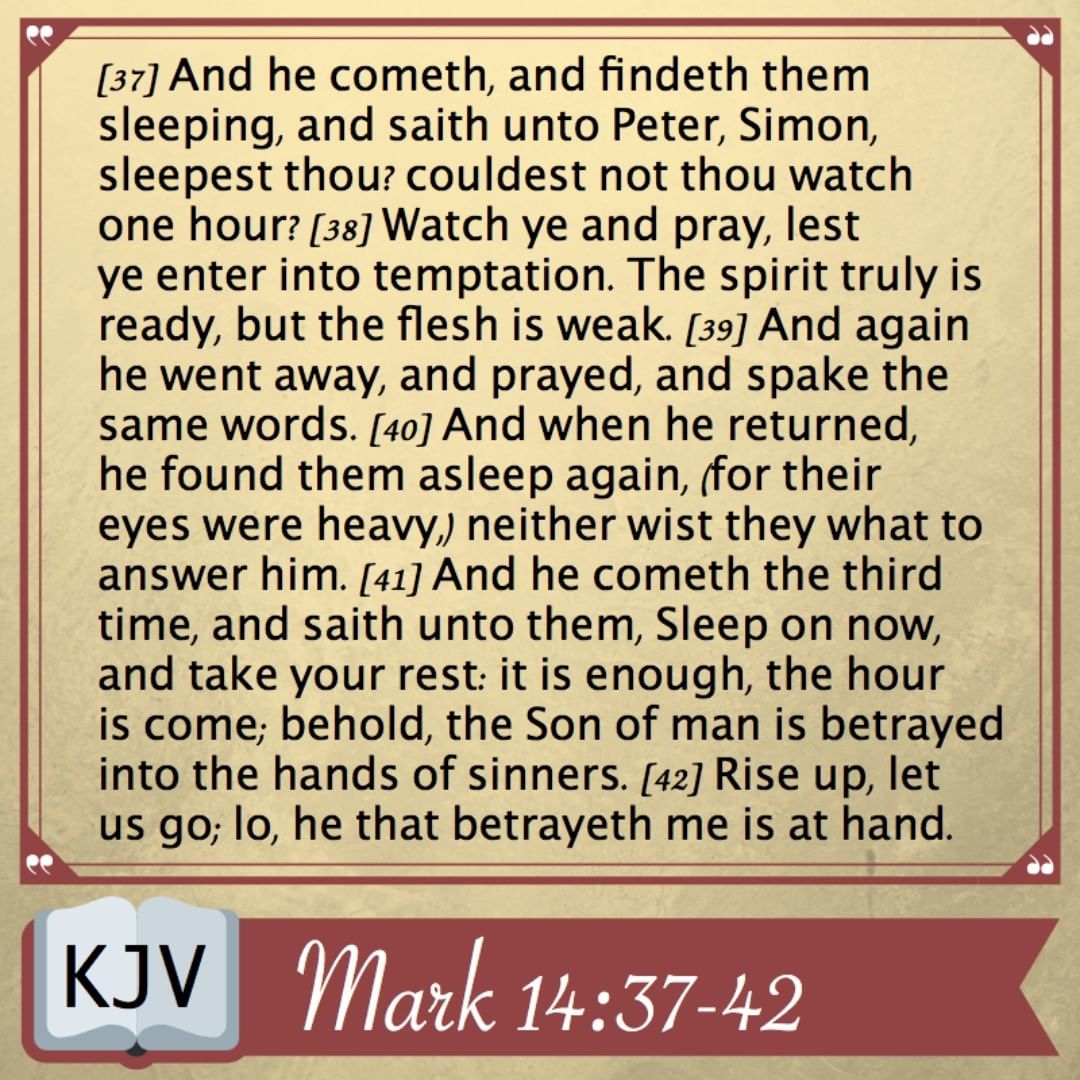 [37] And he cometh, and findeth them
sleeping, and saith unto Peter, Simon,
sleepest thou? couldest not thou watch
one hour? [38] Watch ye and pray, lest
ye enter into temptation. The spirit truly is
ready, but the flesh is weak. [39] And again
he went away, and prayed, and spake the
same words. [40] And when he returned,
he found them asleep again, (for their
eyes were heavy,) neither wist they what to
answer him. [41] And he cometh the third
time, and saith unto them, Sleep on now,
and take your rest: it is enough, the hour
is come; behold, the Son of man is betrayed
into the hands of sinners. [42] Rise up, let
us go; lo, he that betrayeth me is at hand.
KJV
Mark 14:37-42